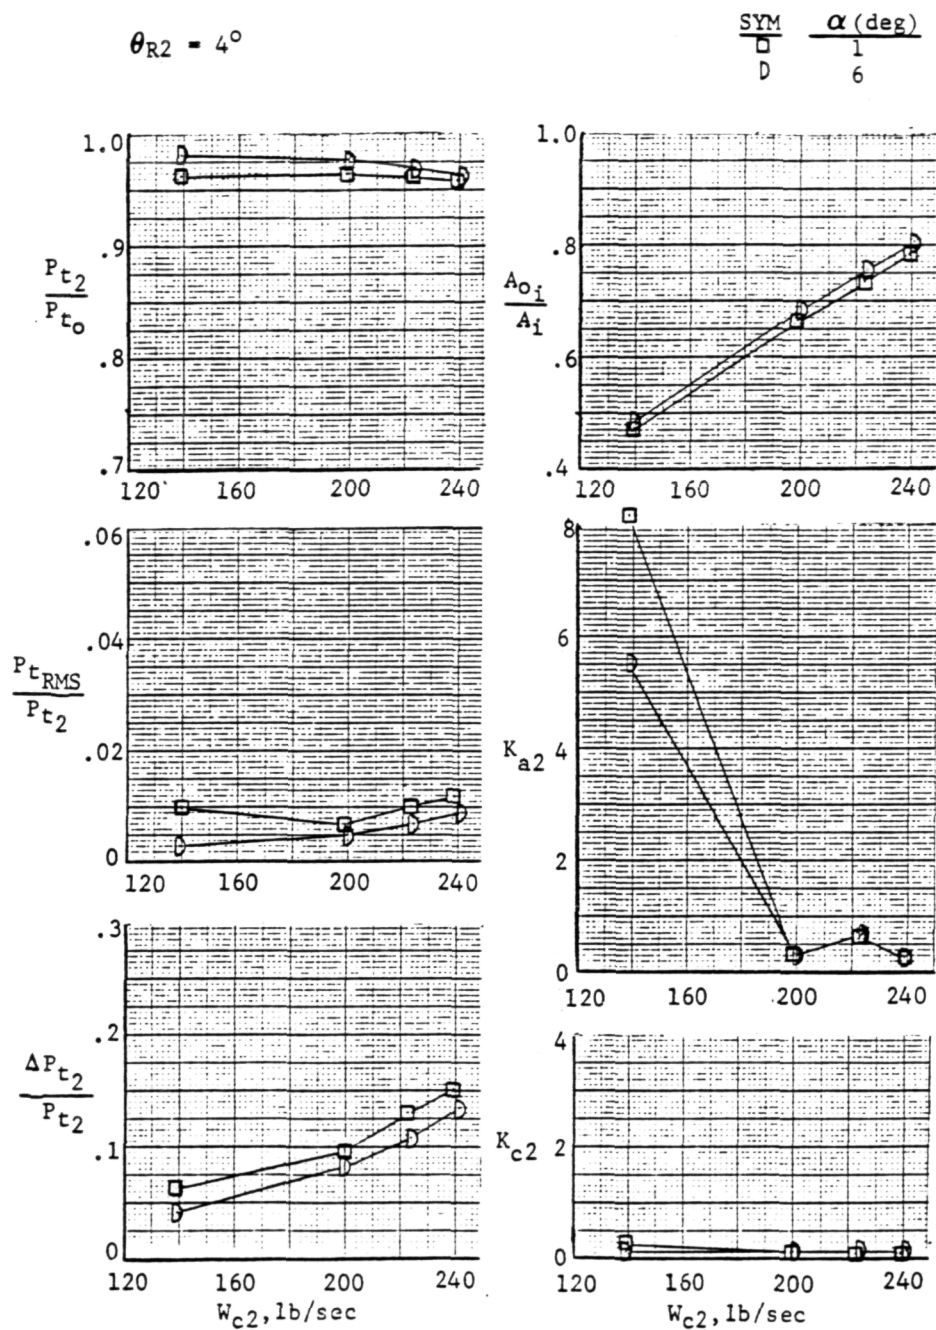 θR2 = 4°
SYM α (deg)
□ 1
D 6
1.0
.9
.8
.7
Pt2
Pto
120 160 200 240
1.0
.8
.6
.4
Aoi
Ai
120 160 200 240
.06
.04
.02
0
PtRMS
Pt2
120 160 200 240
8
6
4
2
0
Ka2
120 160 200 240
.3
.2
.1
0
ΔPt2
Pt2
120 160 200 240
Wc2, lb/sec
4
2
0
Kc2
120 160 200 240
Wc2, lb/sec